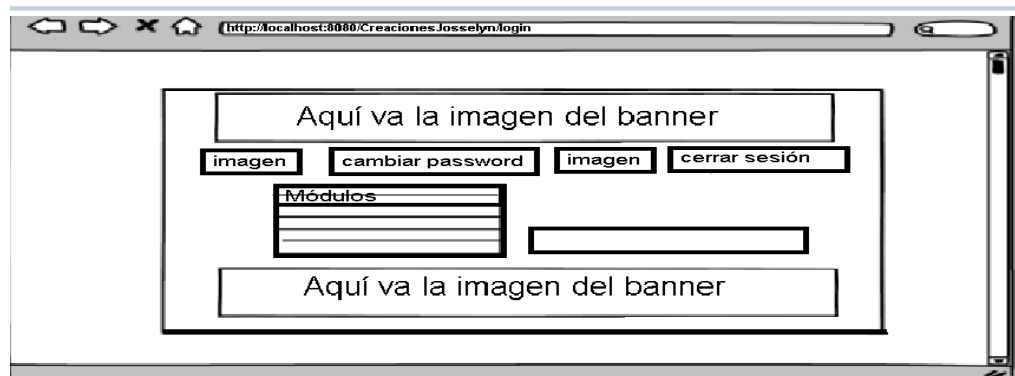 http://localhost:8080/CreacionesJosselyn/login
Aquí va la imagen del banner
imagen cambiar password imagen cerrar sesión
Módulos
Aquí va la imagen del banner